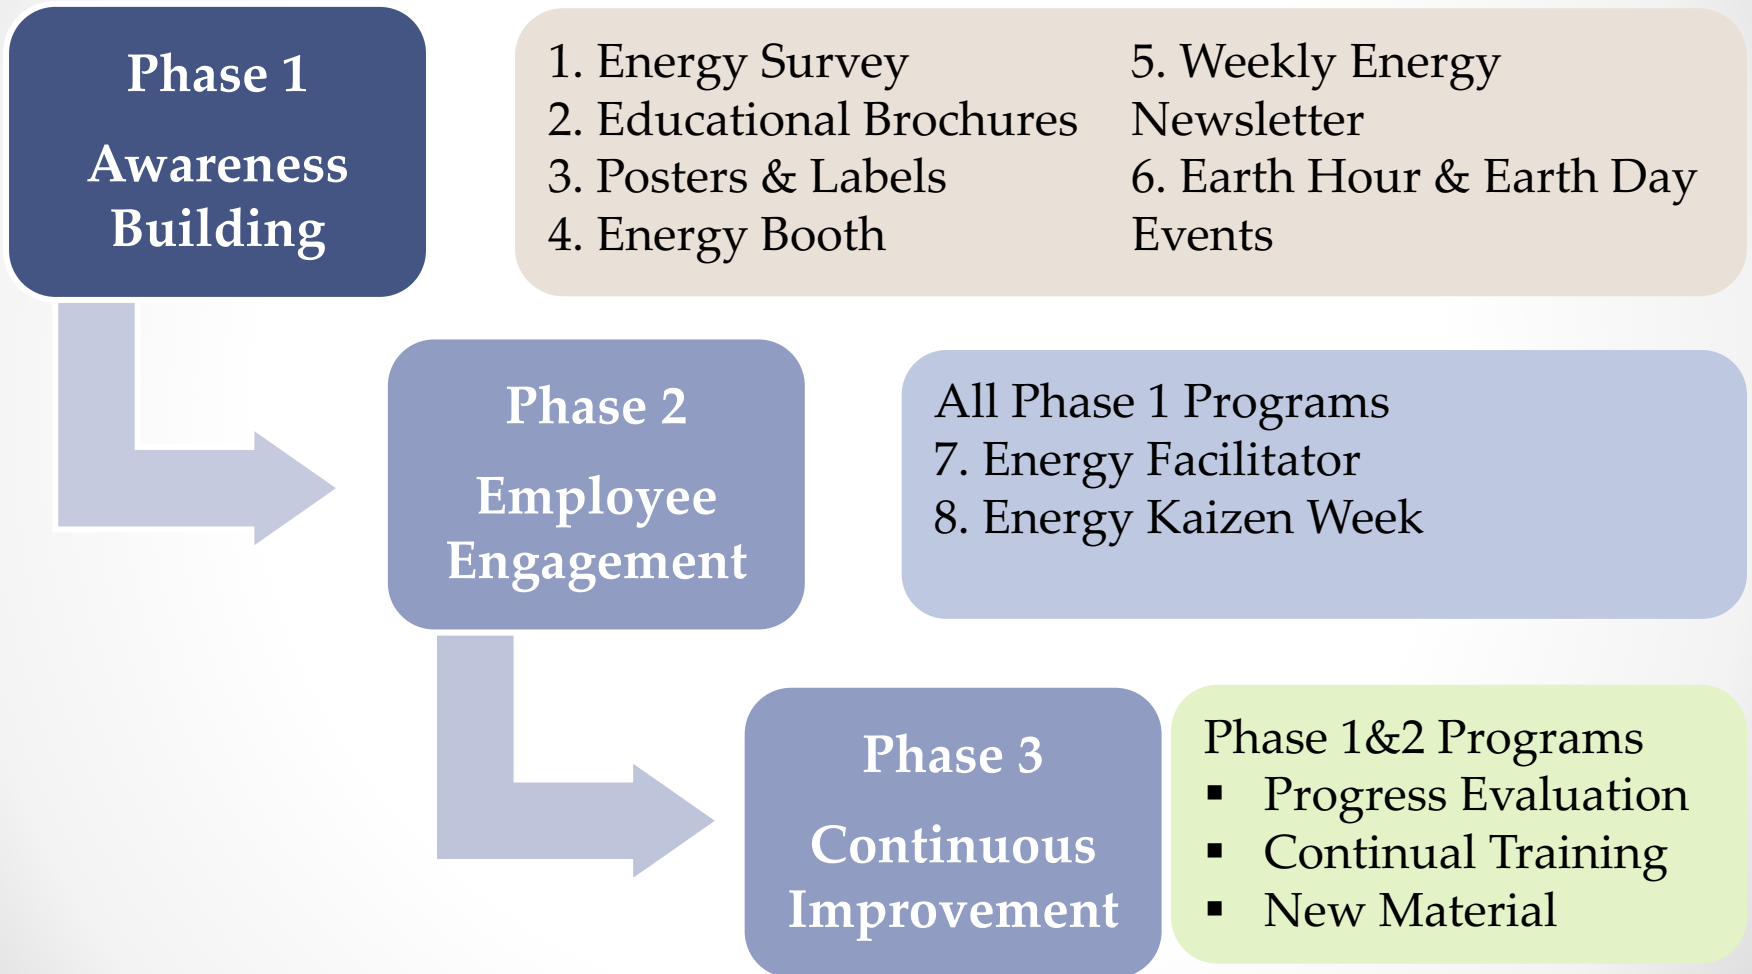 Phase 1
Awareness
Building
1. Energy Survey
2. Educational Brochures
3. Posters & Labels
4. Energy Booth
5. Weekly Energy
Newsletter
6. Earth Hour & Earth Day
Events
Phase 2
Employee
Engagement
All Phase 1 Programs
7. Energy Facilitator
8. Energy Kaizen Week
Phase 3
Continuous
Improvement
Phase 1&2 Programs
▪ Progress Evaluation
▪ Continual Training
▪ New Material